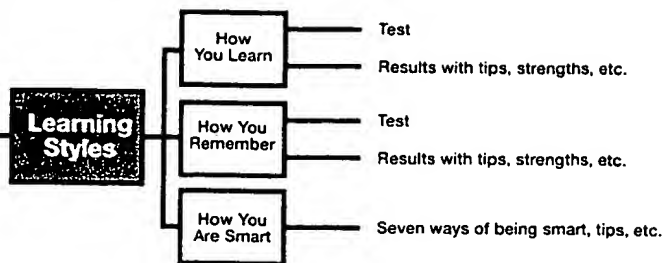 Learning
Styles
How
You Learn
Test
Results with tips, strengths, etc.
How You
Remember
Test
Results with tips, strengths, etc.
How You
Are Smart
Seven ways of being smart, tips, etc.